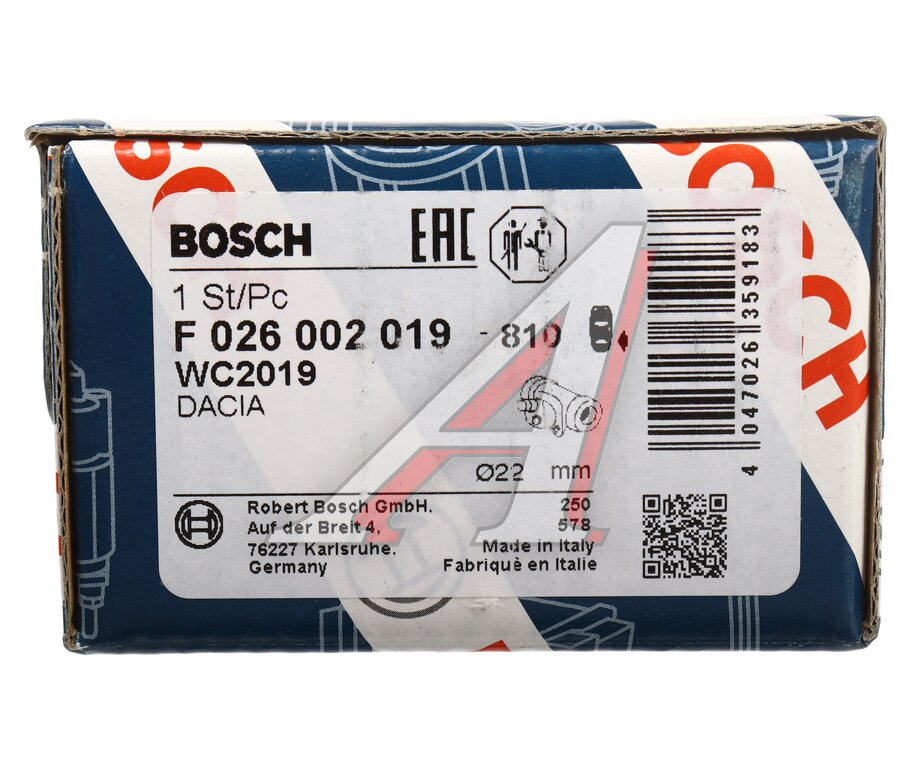 BOSCH
EAC
1 St/Pc
F 026 002 019 - 810
WC2019
DACIA
Ø22 mm
Robert Bosch GmbH,
Auf der Breit 4,
76227 Karlsruhe,
Germany
250
578
Made in Italy
Fabriquè en Italie
4 047026 359183
SCH